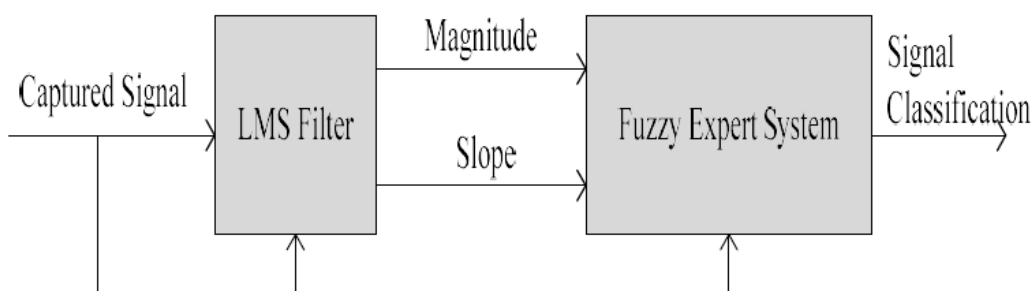 Captured Signal
LMS Filter
Magnitude
Slope
Fuzzy Expert System
Signal
Classification